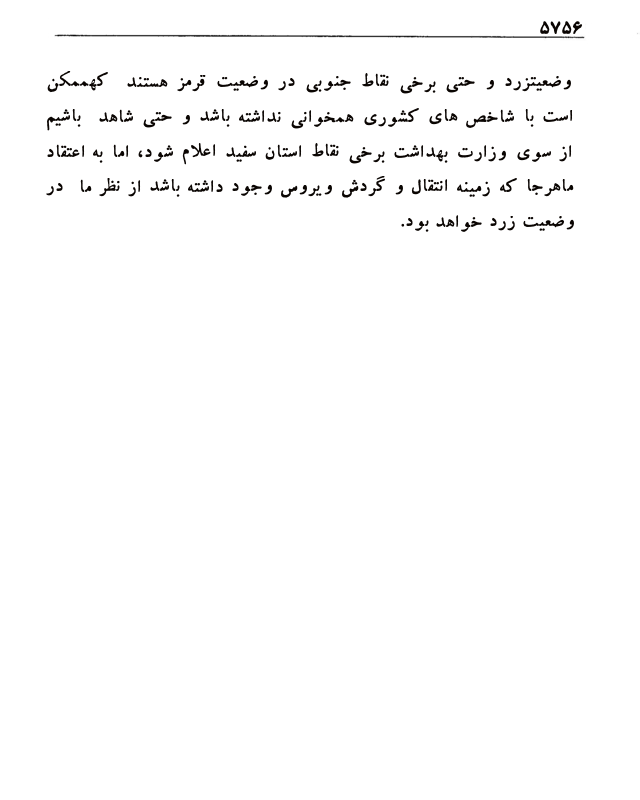 ۵۷۵۶
وضعیتزرد و حتی برخی نقاط جنوبی در وضعیت قرمز هستند کهممکن
است با شاخص های کشوری همخوانی نداشته باشد و حتی شاهد باشیم
از سوی وزارت بهداشت برخی نقاط استان سفید اعلام شود، اما به اعتقاد
ماهرجا که زمینه انتقال و گردش ویروس وجود داشته باشد از نظر ما در
وضعیت زرد خواهد بود.